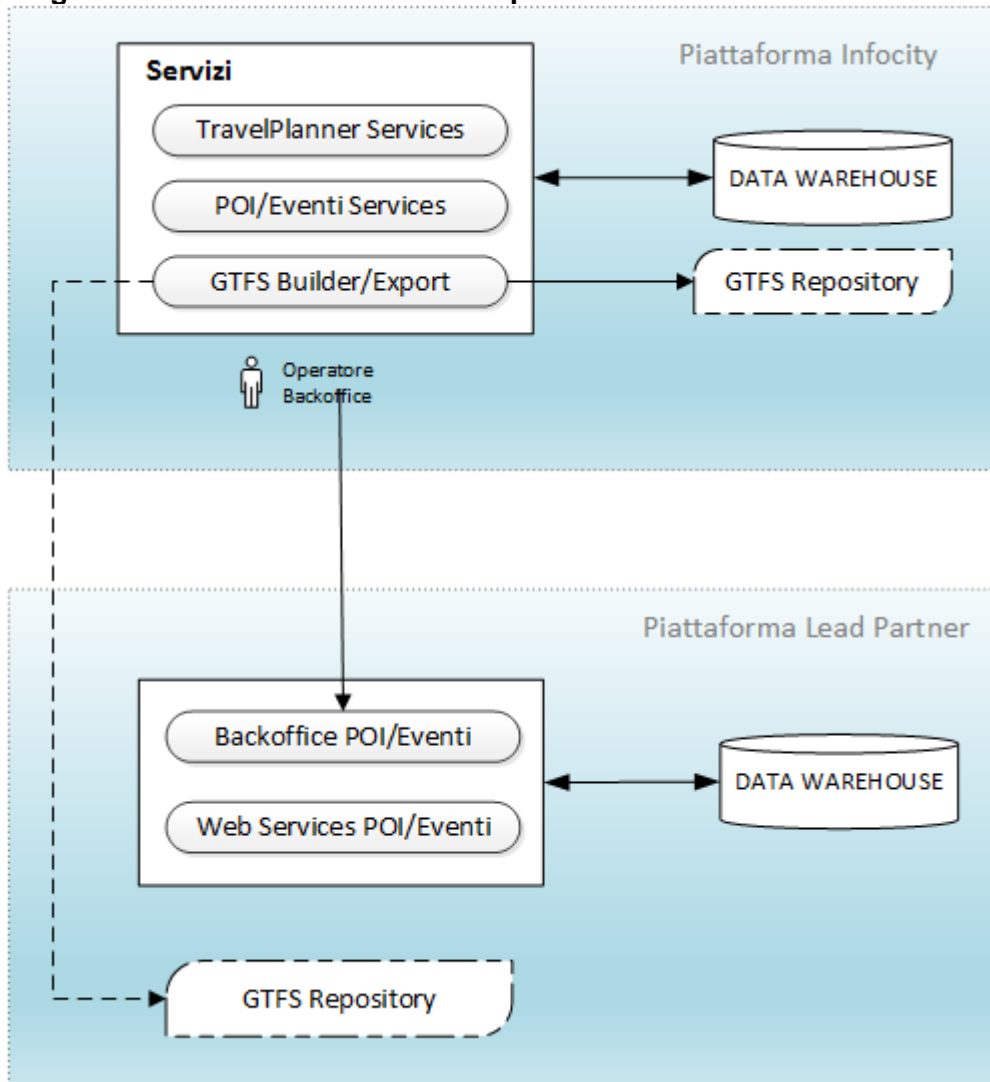 Piattaforma Infocity
Servizi
TravelPlanner Services
POI/Eventi Services
GTFS Builder/Export
DATA WAREHOUSE
GTFS Repository
Operatore
Backoffice
Piattaforma Lead Partner
Backoffice POI/Eventi
Web Services POI/Eventi
DATA WAREHOUSE
GTFS Repository